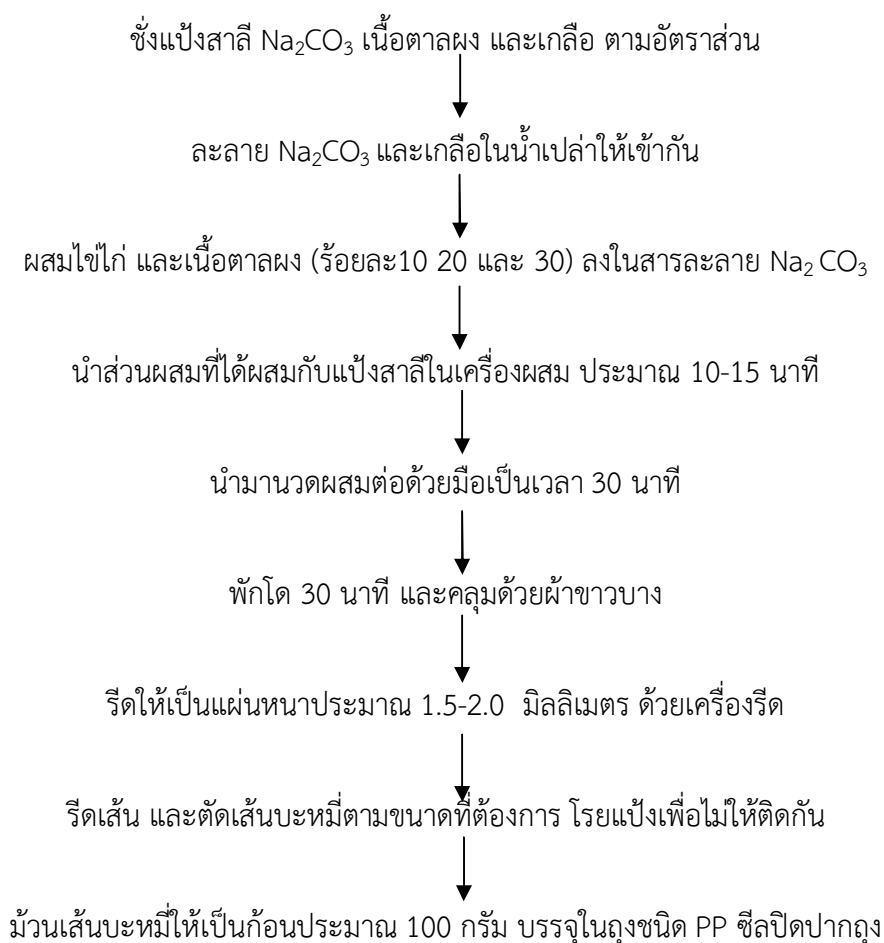 ชั่งแป้งสาลี Na₂CO₃ เนื้อตาลผง และเกลือ ตามอัตราส่วน
ละลาย Na₂CO₃ และเกลือในน้ำเปล่าให้เข้ากัน
ผสมไข่ไก่ และเนื้อตาลผง (ร้อยละ10 20 และ 30) ลงในสารละลาย Na₂ CO₃
นำส่วนผสมที่ได้ผสมกับแป้งสาลีในเครื่องผสม ประมาณ 10-15 นาที
นำมานวดผสมต่อด้วยมือเป็นเวลา 30 นาที
พักโด 30 นาที และคลุมด้วยผ้าขาวบาง
รีดให้เป็นแผ่นหนาประมาณ 1.5-2.0 มิลลิเมตร ด้วยเครื่องรีด
รีดเส้น และตัดเส้นบะหมี่ตามขนาดที่ต้องการ โรยแป้งเพื่อไม่ให้ติดกัน
ม้วนเส้นบะหมี่ให้เป็นก้อนประมาณ 100 กรัม บรรจุในถุงชนิด PP ซีลปิดปากถุง